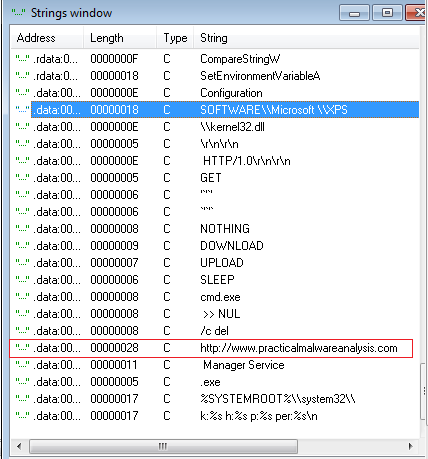 Strings window
Address Length Type String
"..." .rdata:0... 0000000F C CompareStringW
"..." .rdata:0... 00000018 C SetEnvironmentVariableA
"..." .data:00... 0000000E C Configuration
"..." .data:00... 00000018 C SOFTWARE\\Microsoft \\XPS
"..." .data:00... 0000000E C \\kernel32.dll
"..." .data:00... 00000005 C \r\n\r\n
"..." .data:00... 0000000E C HTTP/1.0\r\n\r\n
"..." .data:00... 00000005 C GET
"..." .data:00... 00000006 C '`'`'
"..." .data:00... 00000006 C `'`'`
"..." .data:00... 00000008 C NOTHING
"..." .data:00... 00000009 C DOWNLOAD
"..." .data:00... 00000007 C UPLOAD
"..." .data:00... 00000006 C SLEEP
"..." .data:00... 00000008 C cmd.exe
"..." .data:00... 00000008 C >> NUL
"..." .data:00... 00000008 C /c del
"..." .data:00... 00000028 C http://www.practicalmalwareanalysis.com
"..." .data:00... 00000011 C Manager Service
"..." .data:00... 00000005 C .exe
"..." .data:00... 00000017 C %SYSTEMROOT%\\system32\\
"..." .data:00... 00000017 C k:%s h:%s p:%s per:%s\n